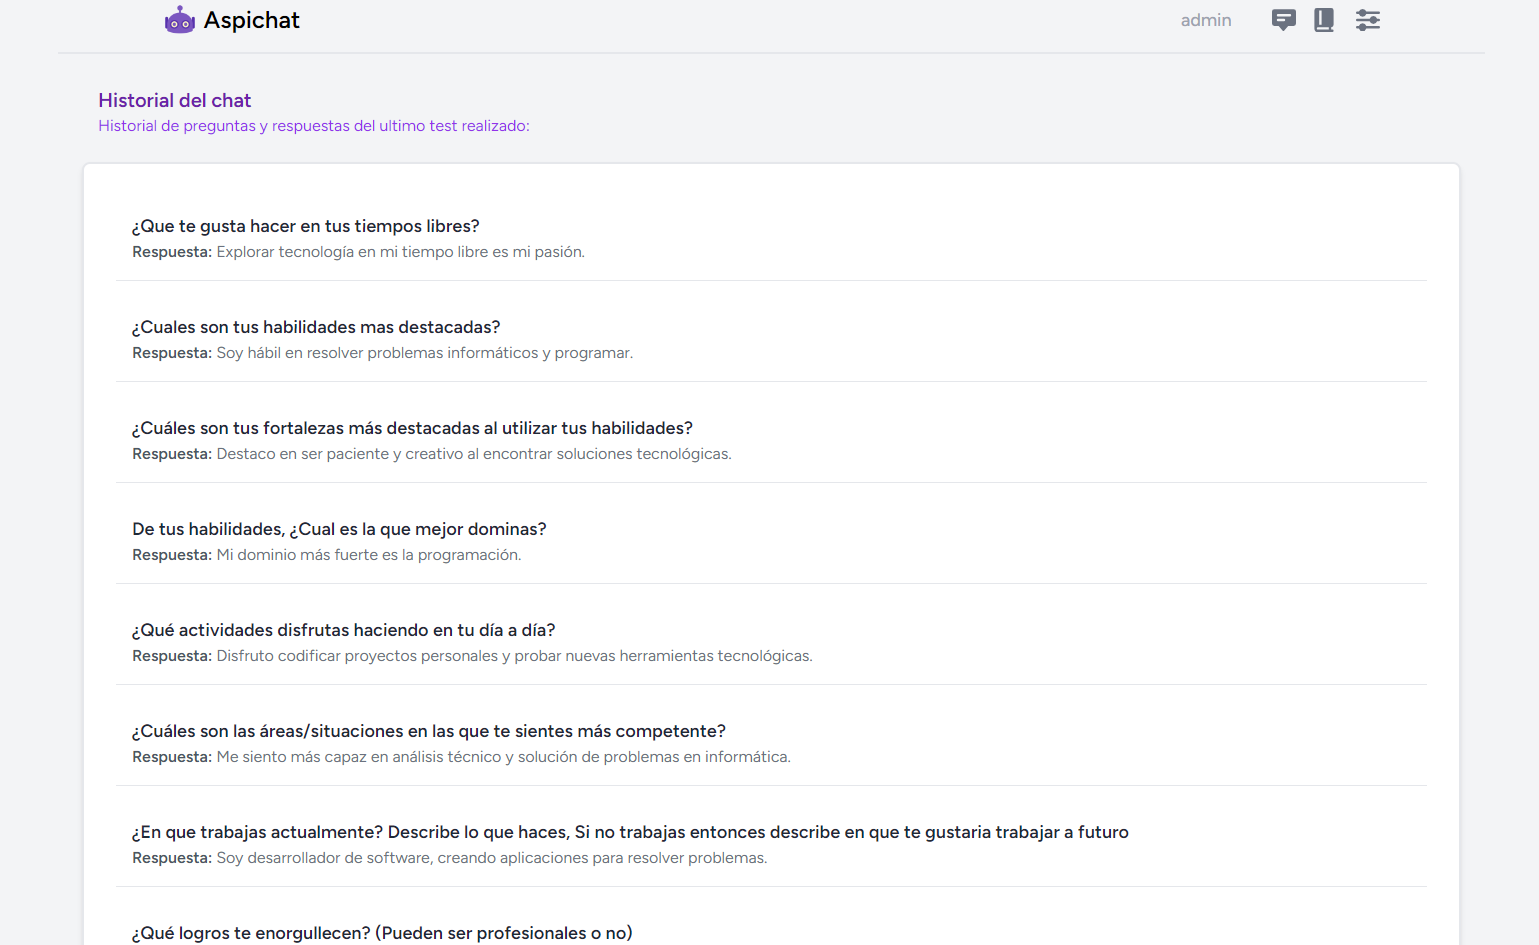 Aspichat
admin
Historial del chat
Historial de preguntas y respuestas del ultimo test realizado:
¿Que te gusta hacer en tus tiempos libres?
Respuesta: Explorar tecnología en mi tiempo libre es mi pasión.
¿Cuales son tus habilidades mas destacadas?
Respuesta: Soy hábil en resolver problemas informáticos y programar.
¿Cuáles son tus fortalezas más destacadas al utilizar tus habilidades?
Respuesta: Destaco en ser paciente y creativo al encontrar soluciones tecnológicas.
De tus habilidades, ¿Cual es la que mejor dominas?
Respuesta: Mi dominio más fuerte es la programación.
¿Qué actividades disfrutas haciendo en tu día a día?
Respuesta: Disfruto codificar proyectos personales y probar nuevas herramientas tecnológicas.
¿Cuáles son las áreas/situaciones en las que te sientes más competente?
Respuesta: Me siento más capaz en análisis técnico y solución de problemas en informática.
¿En que trabajas actualmente? Describe lo que haces, Si no trabajas entonces describe en que te gustaria trabajar a futuro
Respuesta: Soy desarrollador de software, creando aplicaciones para resolver problemas.
¿Qué logros te enorgullecen? (Pueden ser profesionales o no)